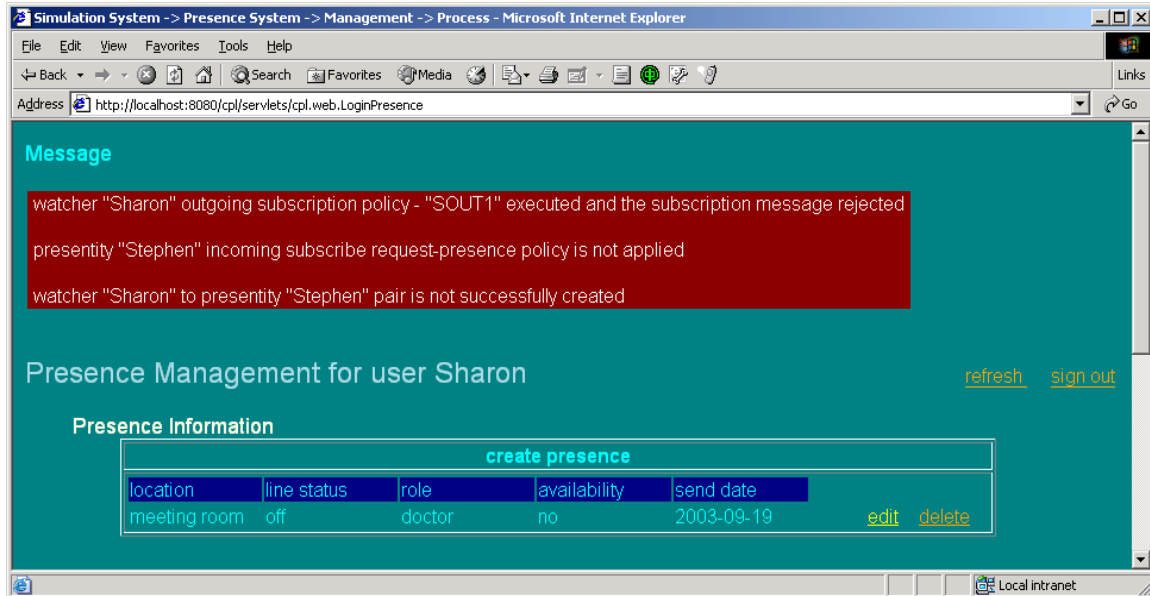 Simulation System -> Presence System -> Management -> Process - Microsoft Internet Explorer
File Edit View Favorites Tools Help
Back Search Favorites Media Links
Address http://localhost:8080/cpl/servlets/cpl.web.LoginPresence Go
Message
watcher "Sharon" outgoing subscription policy - "SOUT1" executed and the subscription message rejected
presentity "Stephen" incoming subscribe request-presence policy is not applied
watcher "Sharon" to presentity "Stephen" pair is not successfully created
Presence Management for user Sharon refresh sign out
Presence Information
create presence
location line status role availability send date
meeting room off doctor no 2003-09-19 edit delete
Local intranet